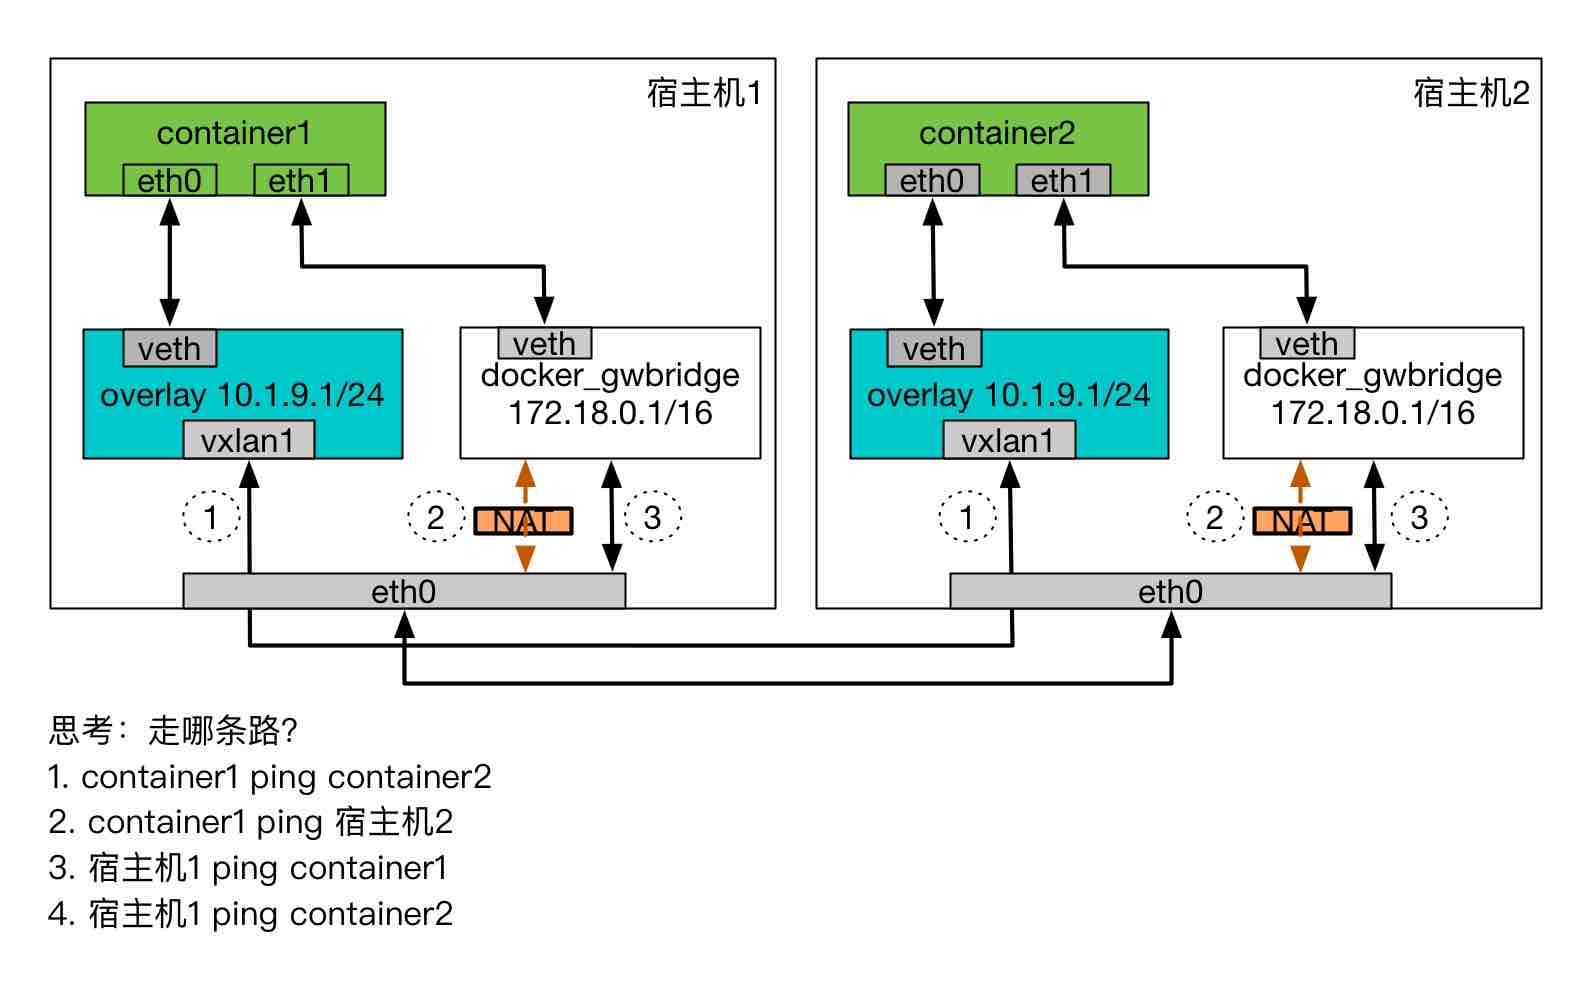 宿主机1
container1
eth0
eth1
veth
overlay 10.1.9.1/24
vxlan1
veth
docker_gwbridge
172.18.0.1/16
1
2
NAT
3
eth0
宿主机2
container2
eth0
eth1
veth
overlay 10.1.9.1/24
vxlan1
veth
docker_gwbridge
172.18.0.1/16
1
2
NAT
3
eth0
思考：走哪条路？
1. container1 ping container2
2. container1 ping 宿主机2
3. 宿主机1 ping container1
4. 宿主机1 ping container2